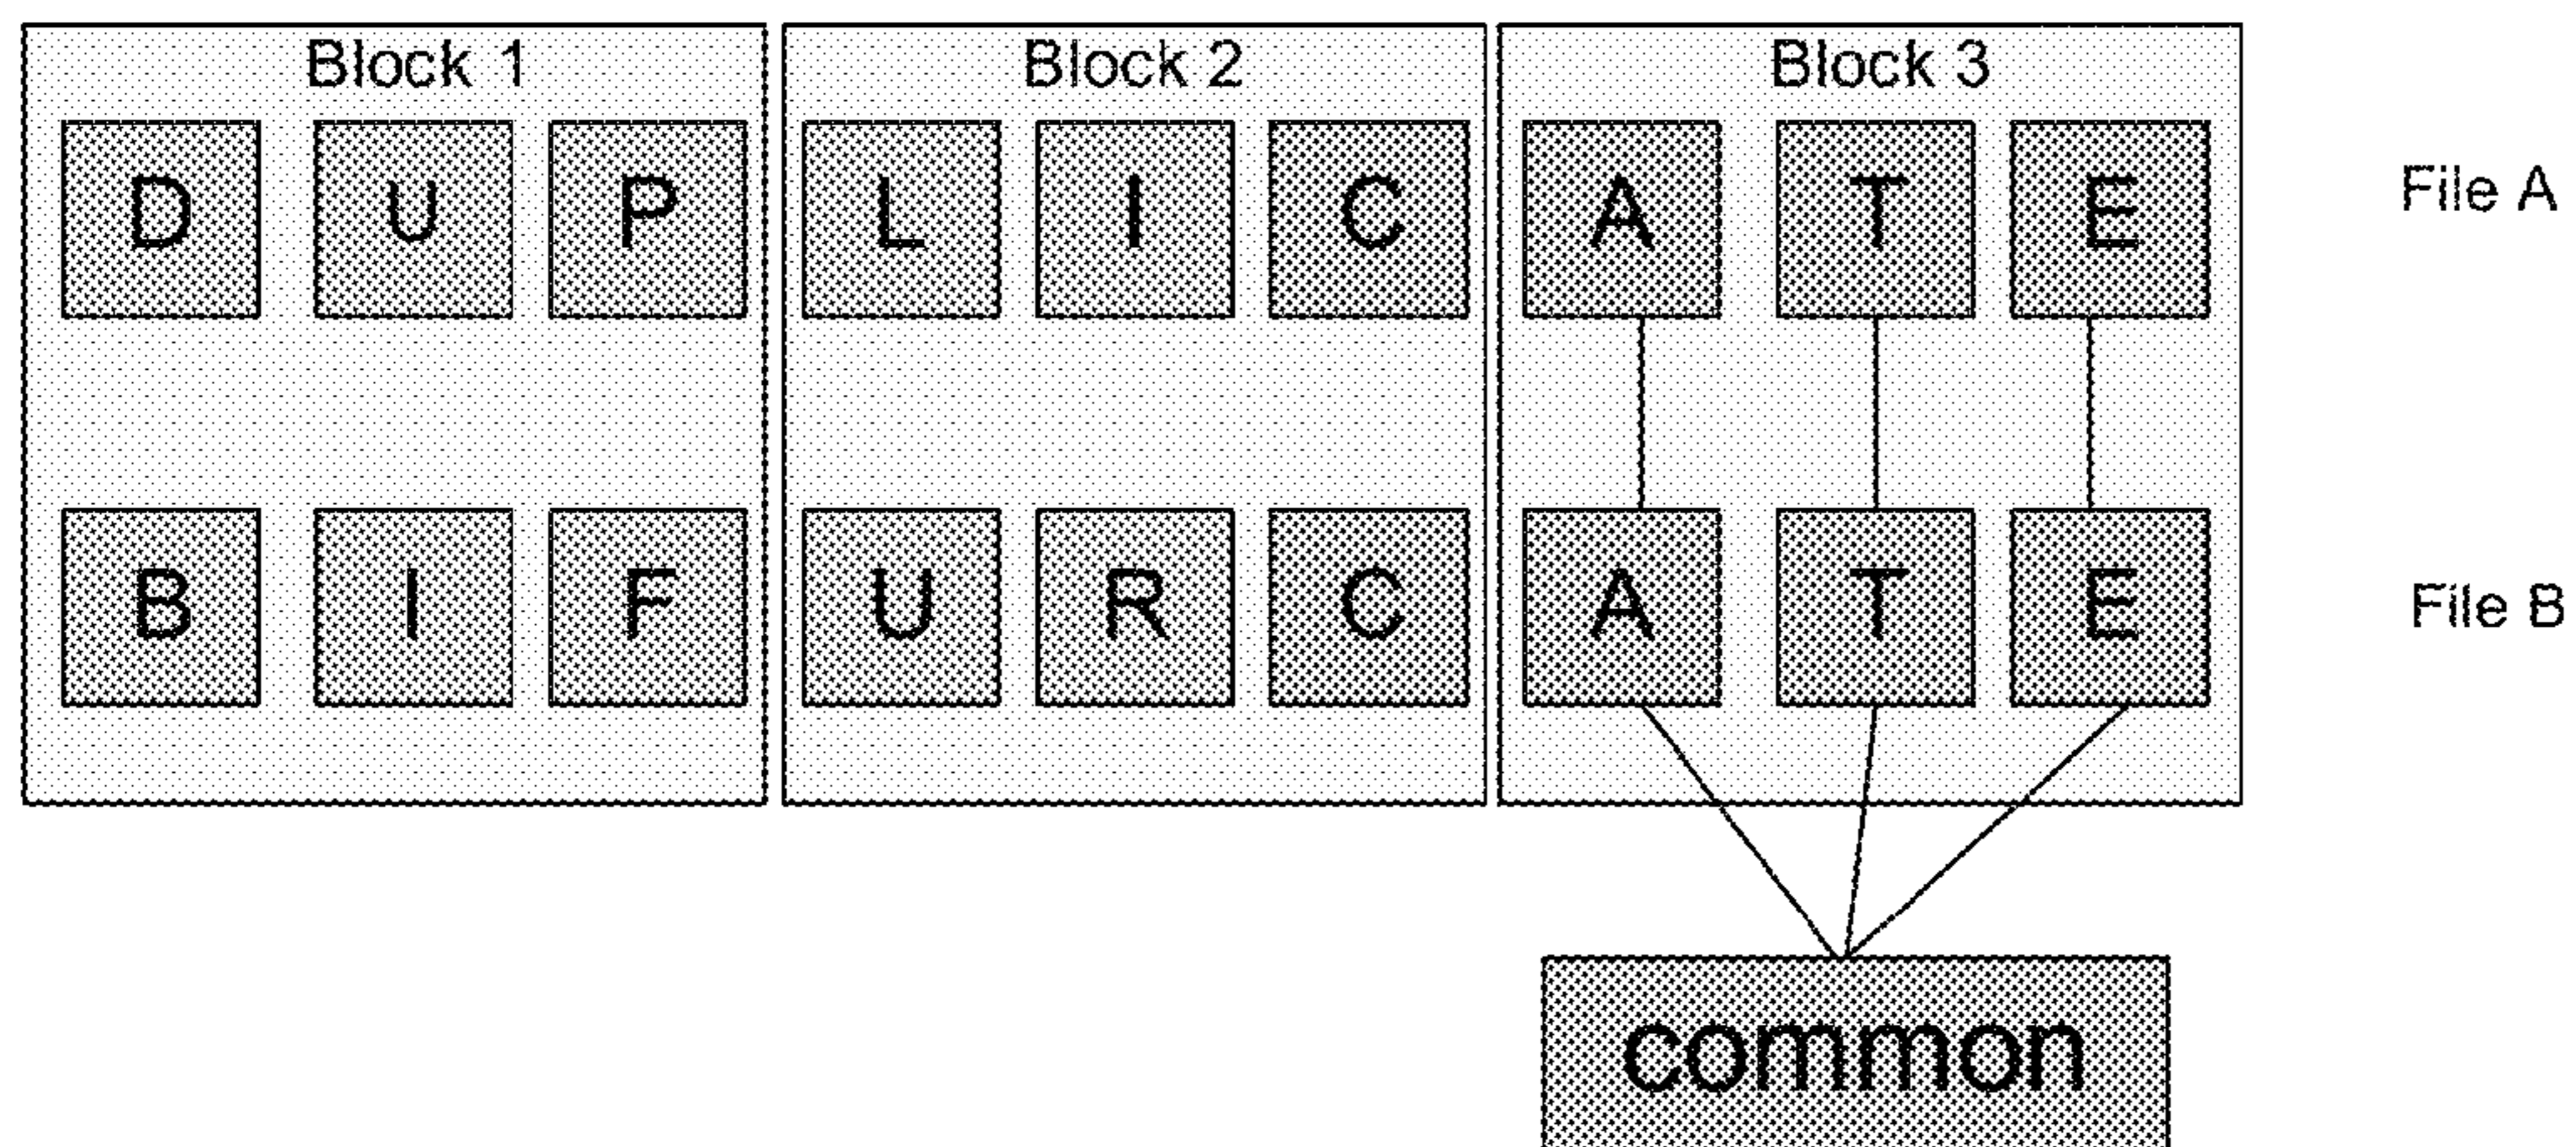 Block 1 Block 2 Block 3
D U P L I C A T E File A
B I F U R C A T E File B
common